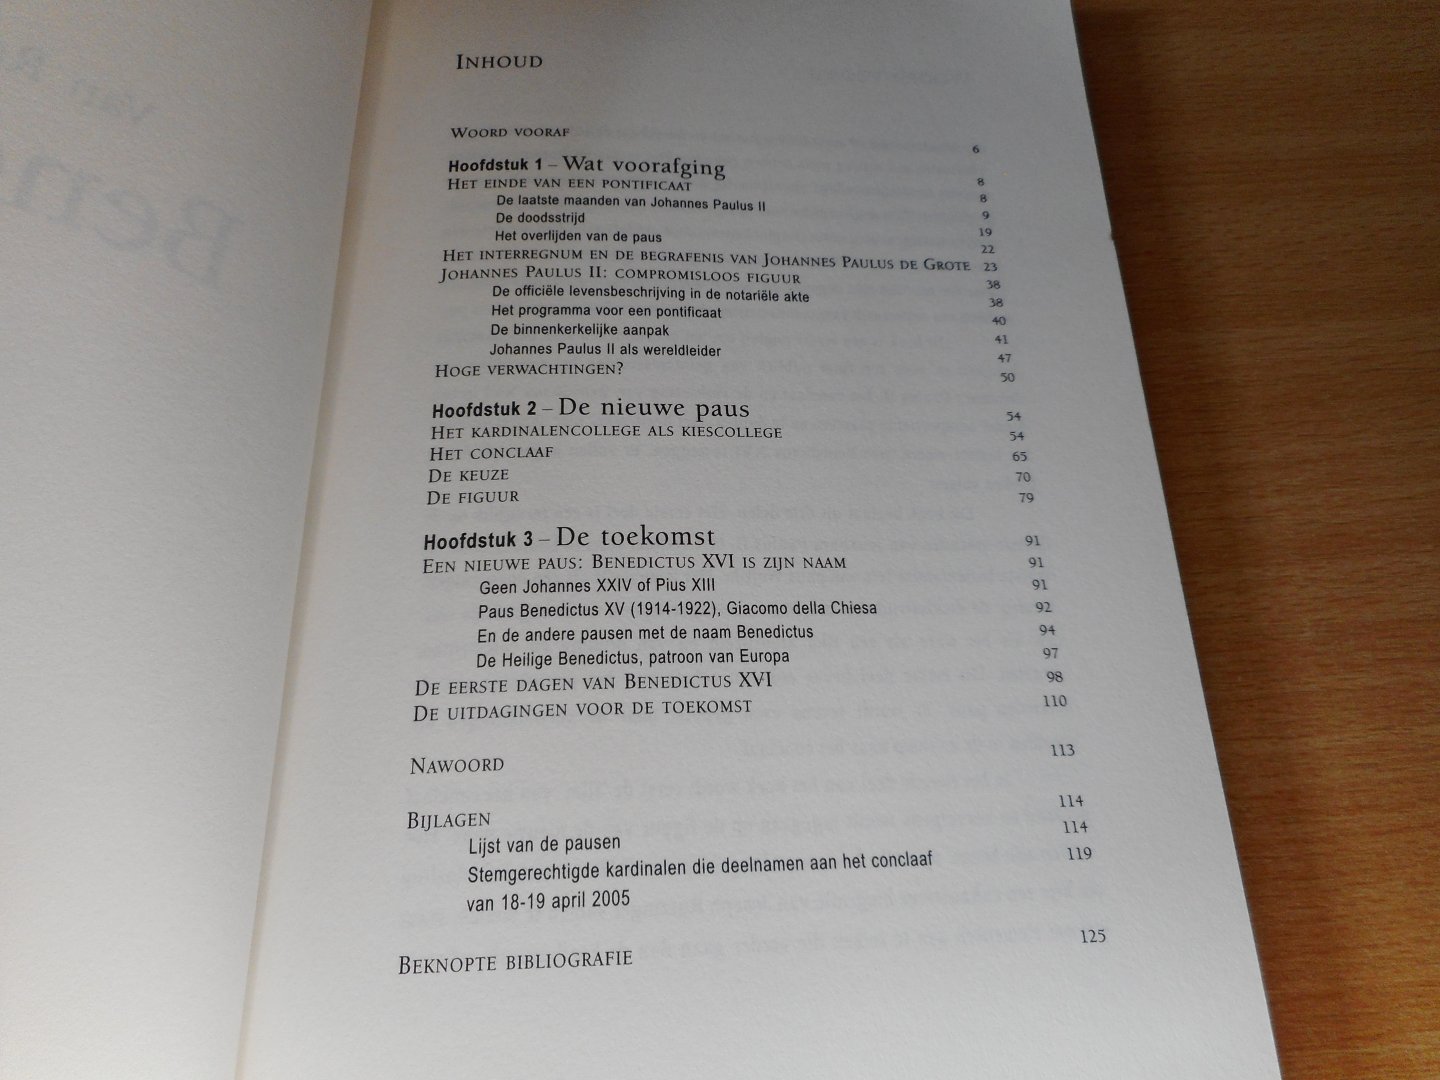 INHOUD
WOORD VOORAF 6
Hoofdstuk 1 – Wat voorafging 8
HET EINDE VAN EEN PONTIFICAAT 8
De laatste maanden van Johannes Paulus II 9
De doodsstrijd 19
Het overlijden van de paus 22
HET INTERREGNUM EN DE BEGRAFENIS VAN JOHANNES PAULUS DE GROTE 23
JOHANNES PAULUS II: COMPROMISLOOS FIGUUR 38
De officiële levensbeschrijving in de notariële akte 38
Het programma voor een pontificaat 40
De binnenkerkelijke aanpak 41
Johannes Paulus II als wereldleider 47
HOGE VERWACHTINGEN? 50
Hoofdstuk 2 – De nieuwe paus 54
HET KARDINALENCOLLEGE ALS KIESCOLLEGE 54
HET CONCLAAF 65
DE KEUZE 70
DE FIGUUR 79
Hoofdstuk 3 – De toekomst 91
EEN NIEUWE PAUS: BENEDICTUS XVI IS ZIJN NAAM 91
Geen Johannes XXIV of Pius XIII 91
Paus Benedictus XV (1914-1922), Giacomo della Chiesa 92
En de andere pausen met de naam Benedictus 94
De Heilige Benedictus, patroon van Europa 97
DE EERSTE DAGEN VAN BENEDICTUS XVI 98
DE UITDAGINGEN VOOR DE TOEKOMST 110
NAWOORD 113
BIJLAGEN 114
Lijst van de pausen 114
Stemgerechtigde kardinalen die deelnamen aan het conclaaf 119
van 18-19 april 2005
BEKNOPTE BIBLIOGRAFIE 125